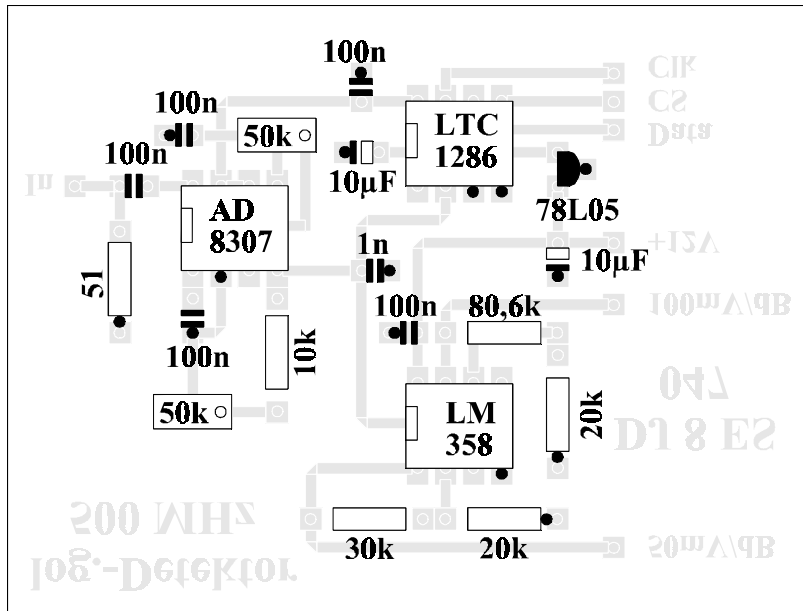 100n
Clk
CS
100n
50k
LTC
1286
Data
100n
10µF
In
AD
8307
78L05
+12V
1n
10µF
51
100n
80,6k
100mV/dB
100n
10k
047
50k
LM
358
20k
DJ 8 ES
500 MHz
30k
20k
50mV/dB
log.-Detektor